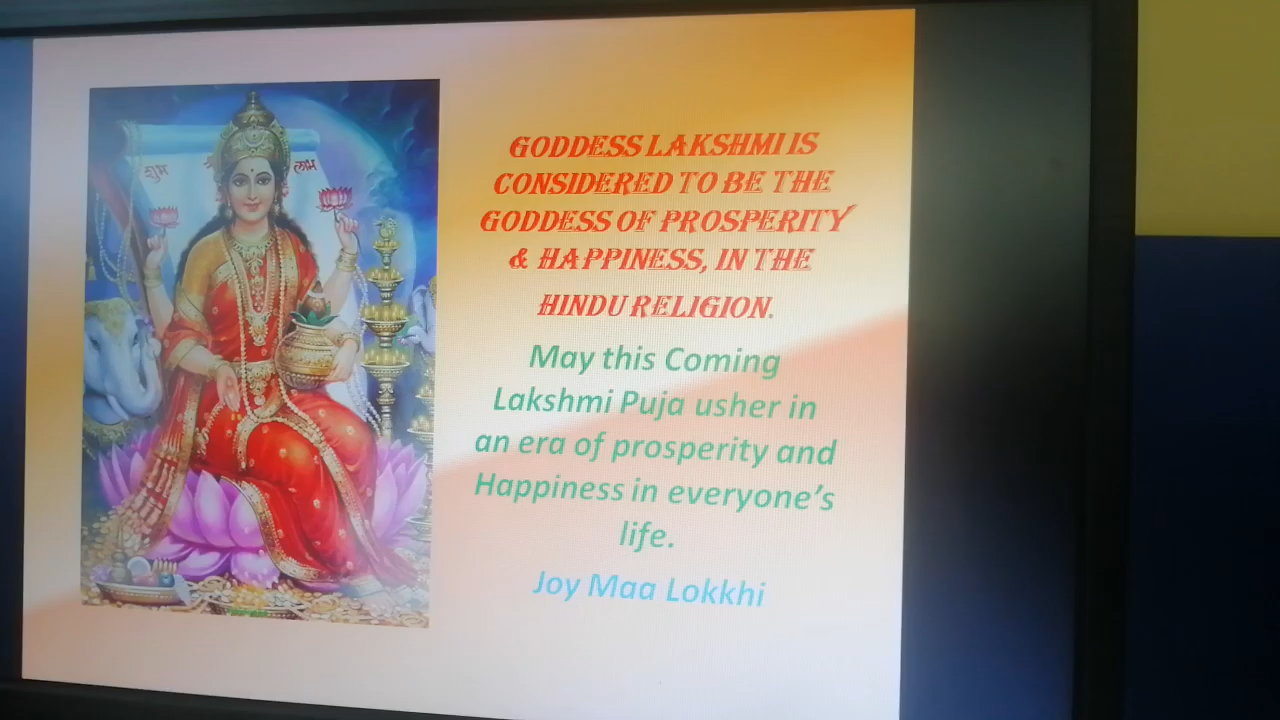 शुभ
लाभ
GODDESS LAKSHMI IS
CONSIDERED TO BE THE
GODDESS OF PROSPERITY
& HAPPINESS, IN THE
HINDU RELIGION.
May this Coming
Lakshmi Puja usher in
an era of prosperity and
Happiness in everyone’s
life.
Joy Maa Lokkhi